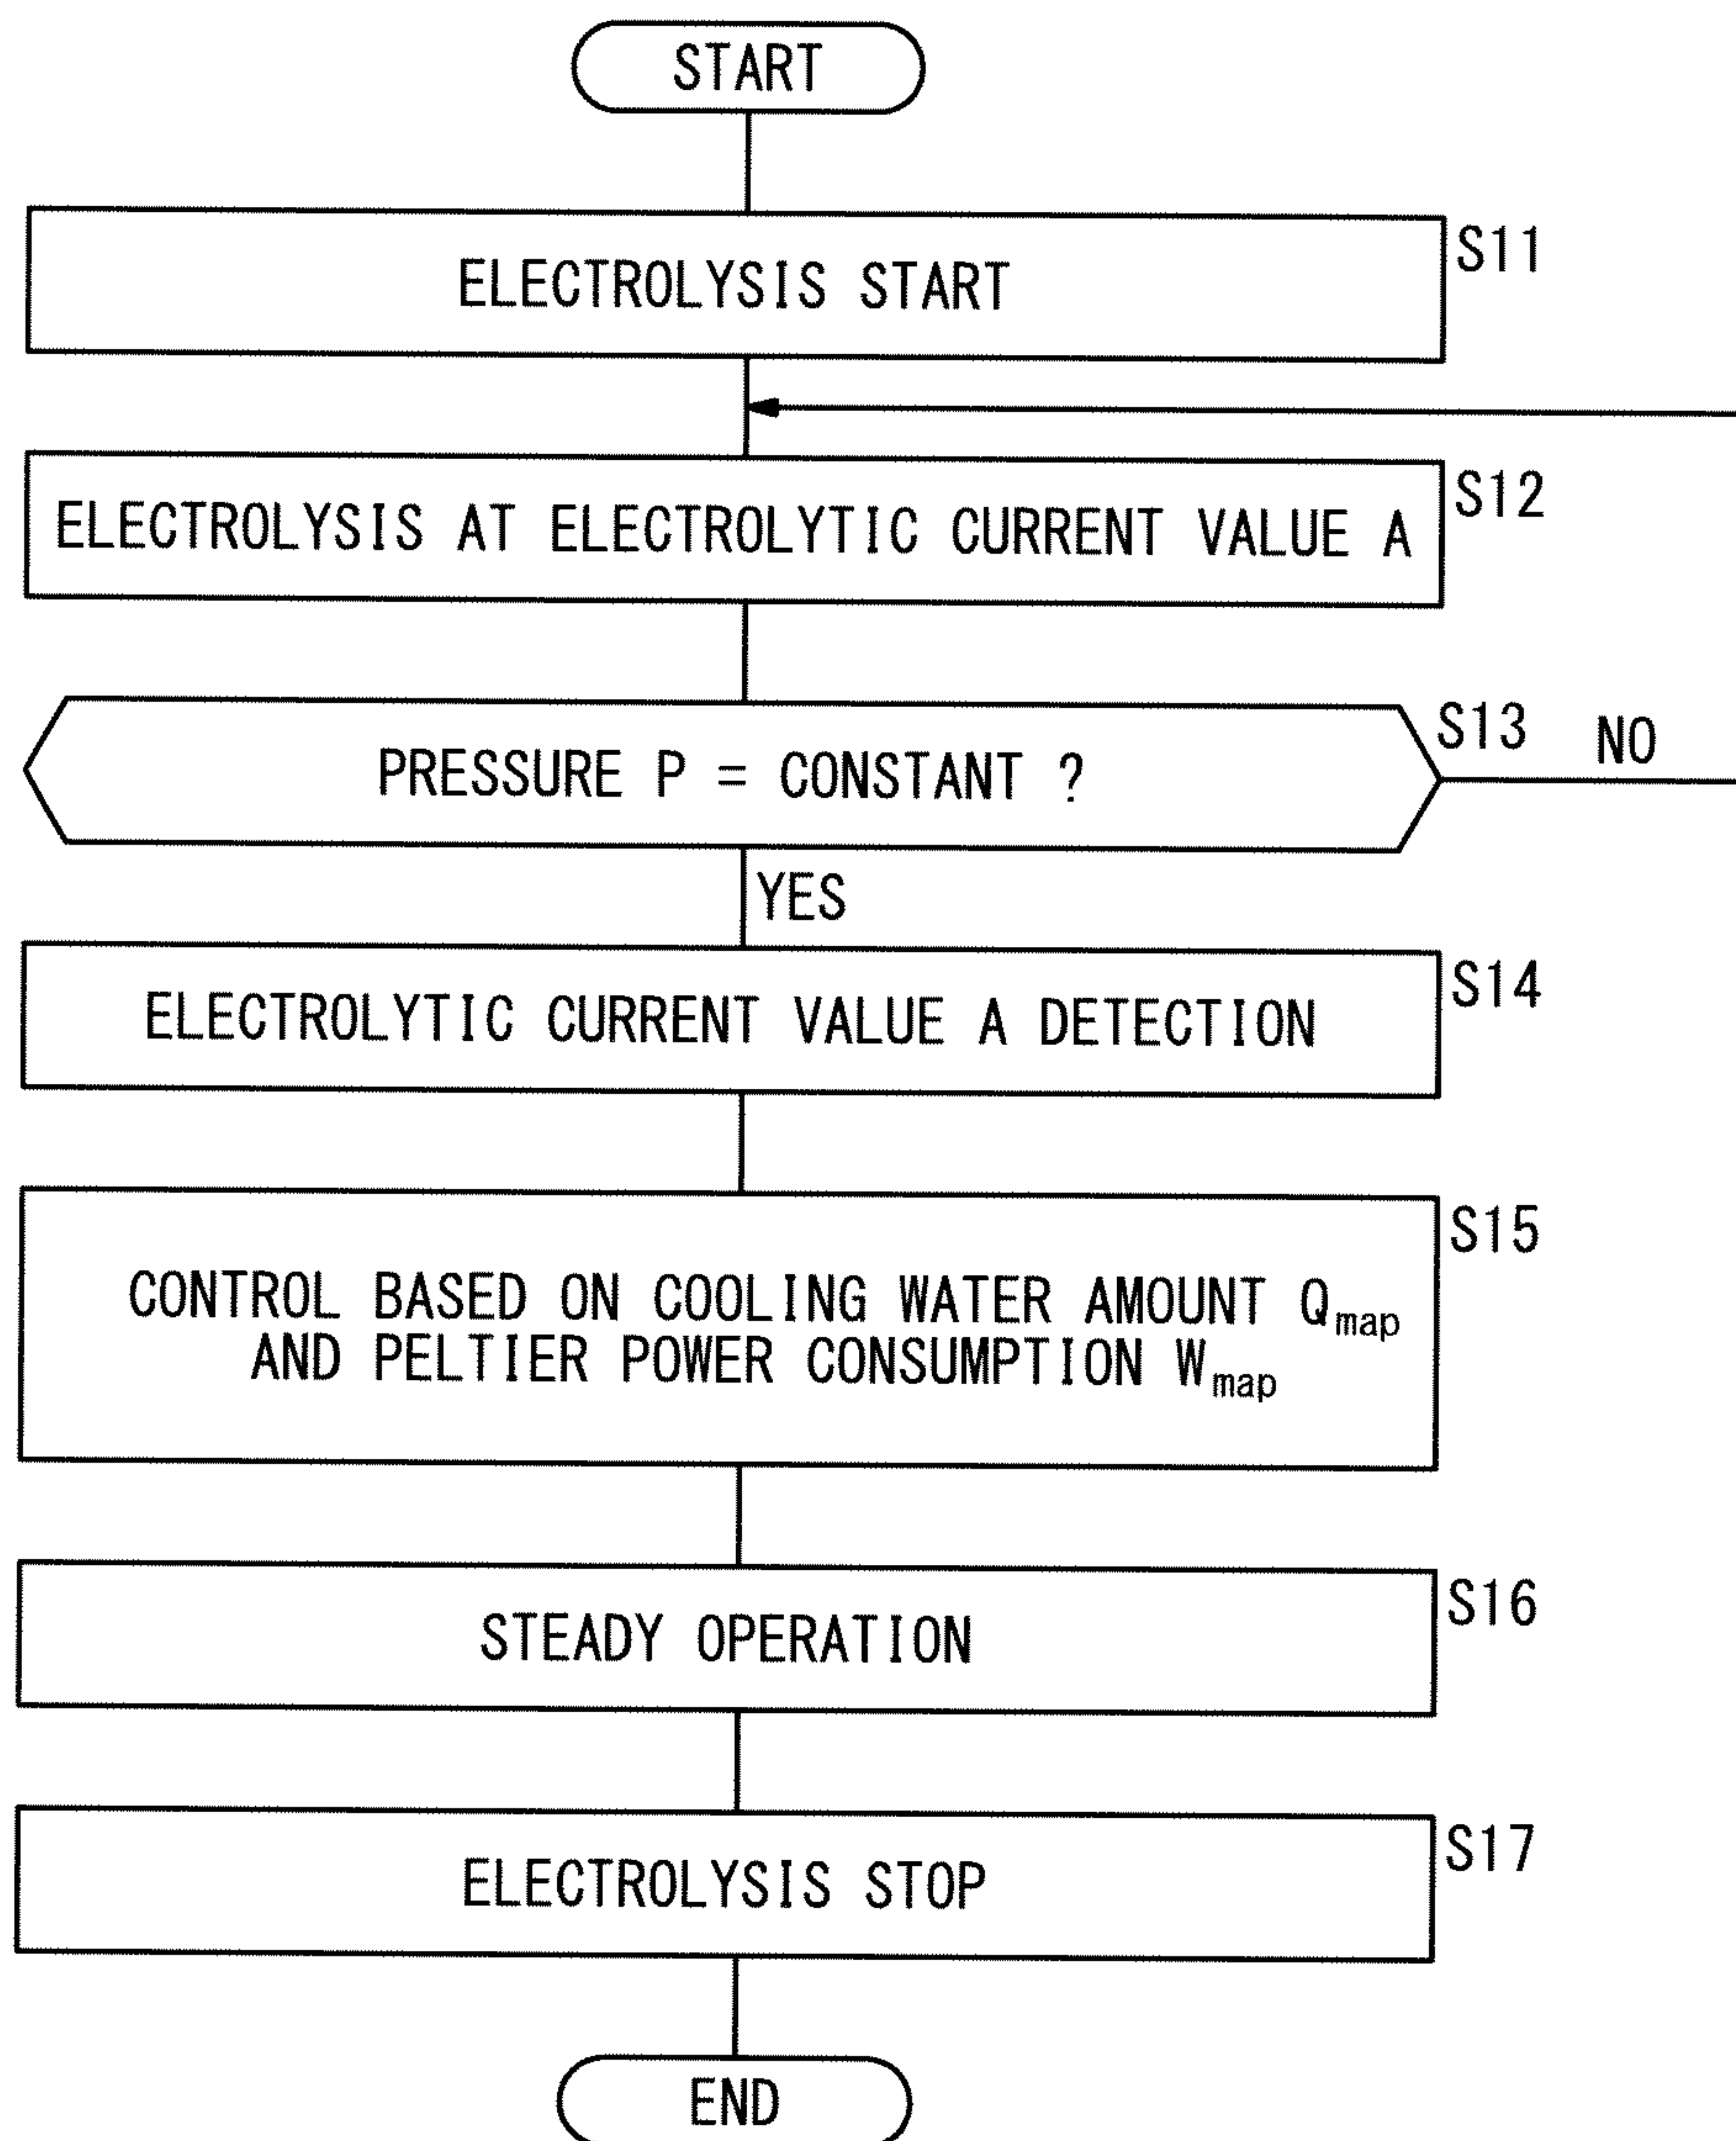 START
S11
ELECTROLYSIS START
S12
ELECTROLYSIS AT ELECTROLYTIC CURRENT VALUE A
S13 NO
PRESSURE P = CONSTANT ?
YES
S14
ELECTROLYTIC CURRENT VALUE A DETECTION
S15
CONTROL BASED ON COOLING WATER AMOUNT Qmap
AND PELTIER POWER CONSUMPTION Wmap
S16
STEADY OPERATION
S17
ELECTROLYSIS STOP
END